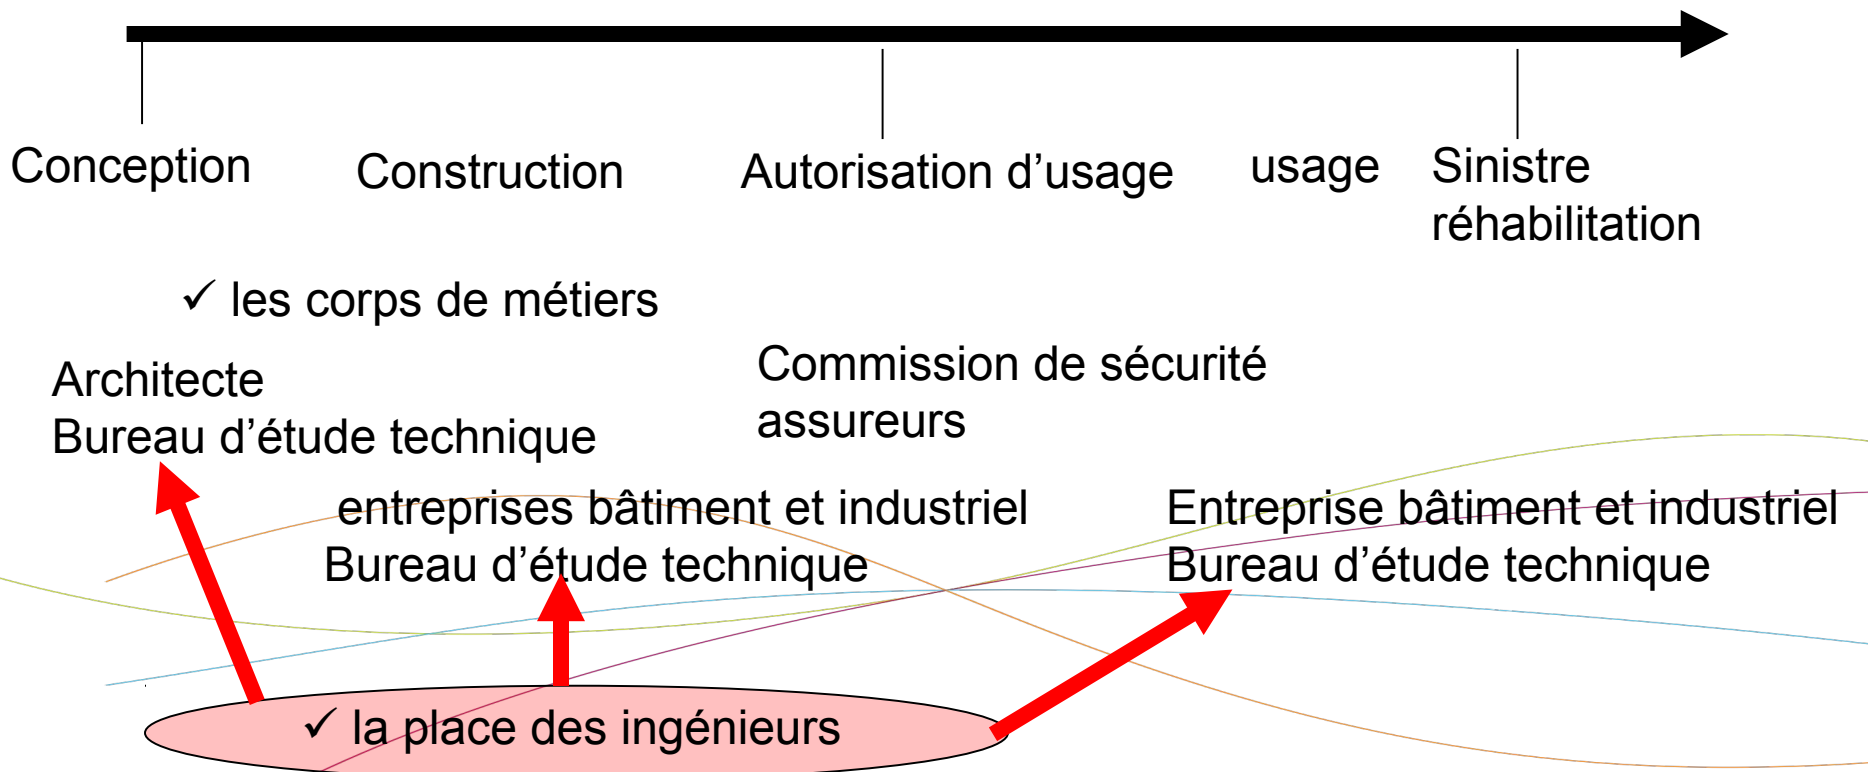 Conception
Construction
Autorisation d’usage
usage
Sinistre
réhabilitation
✓ les corps de métiers
Architecte
Bureau d’étude technique
Commission de sécurité
assureurs
entreprises bâtiment et industriel
Bureau d’étude technique
Entreprise bâtiment et industriel
Bureau d’étude technique
✓ la place des ingénieurs